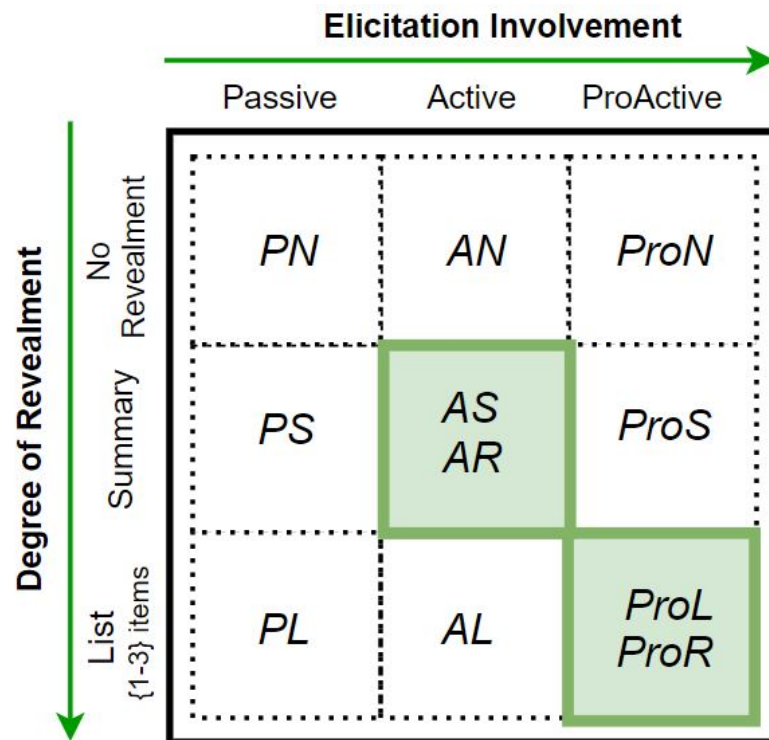 Elicitation Involvement
Passive Active ProActive
Degree of Revealment
No
Revealment
PN AN ProN
Summary
PS AS
AR ProS
List
{1-3} items
PL AL ProL
ProR